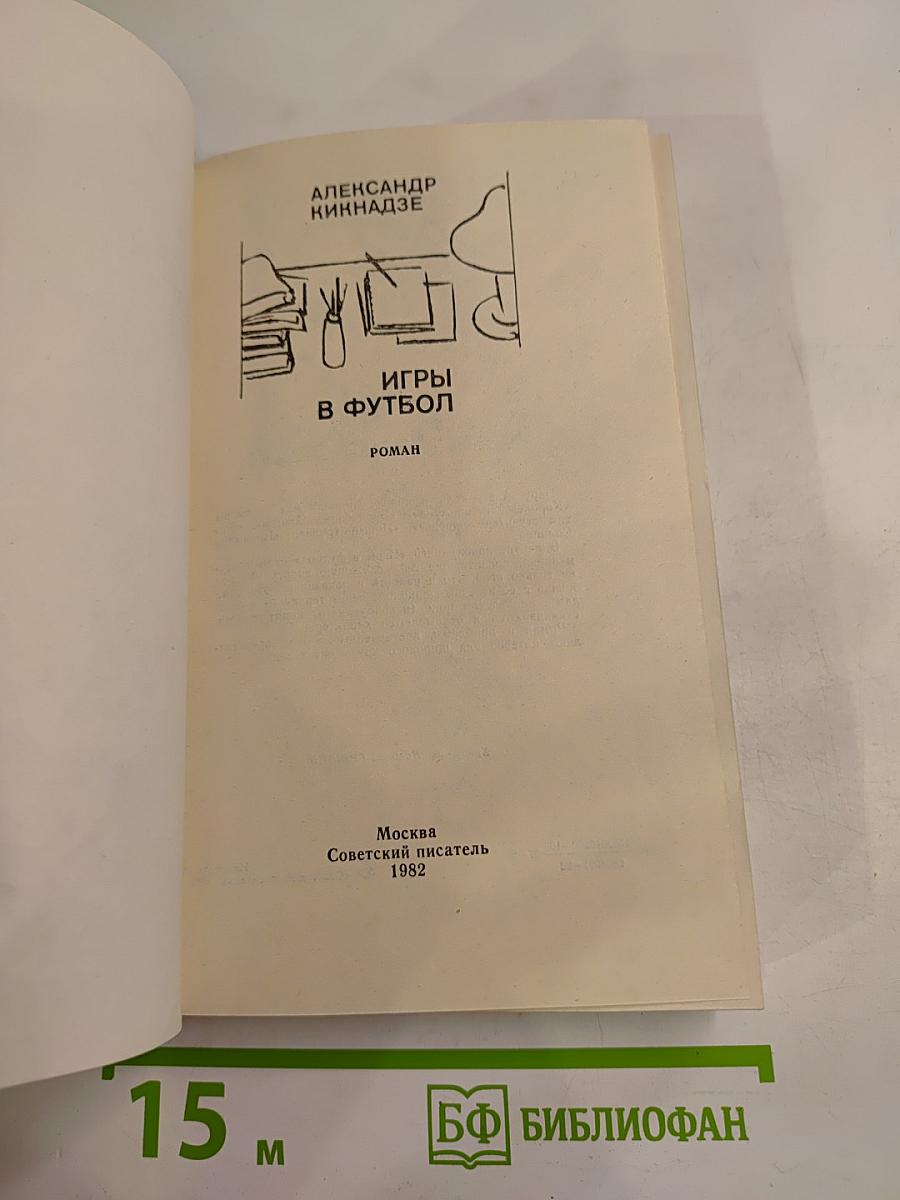 АЛЕКСАНДР
КИКНАДЗЕ
ИГРЫ
В ФУТБОЛ
РОМАН
Москва
Советский писатель
1982
15 м
БФ БИБЛИОФАН